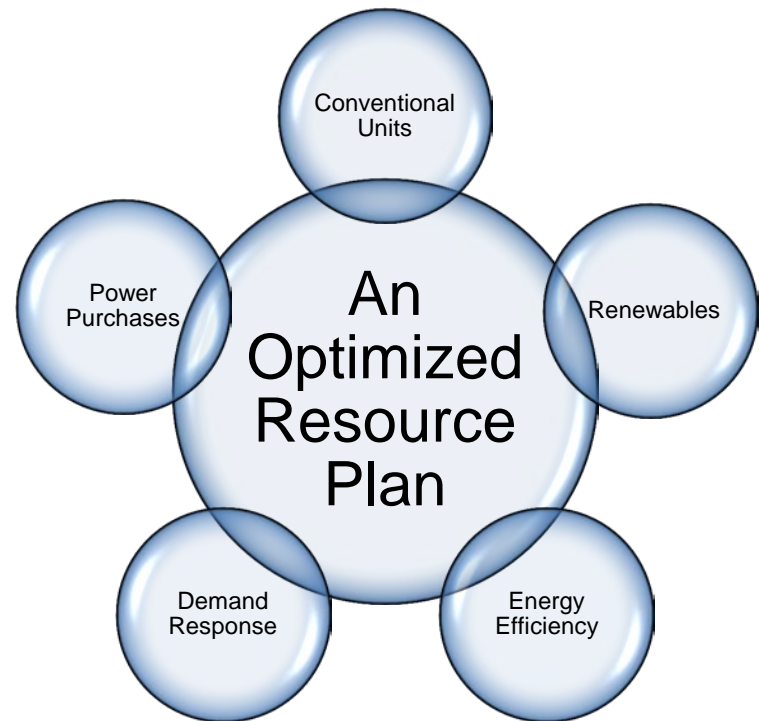 Conventional
Units
Power
Purchases
An
Optimized
Resource
Plan
Renewables
Demand
Response
Energy
Efficiency